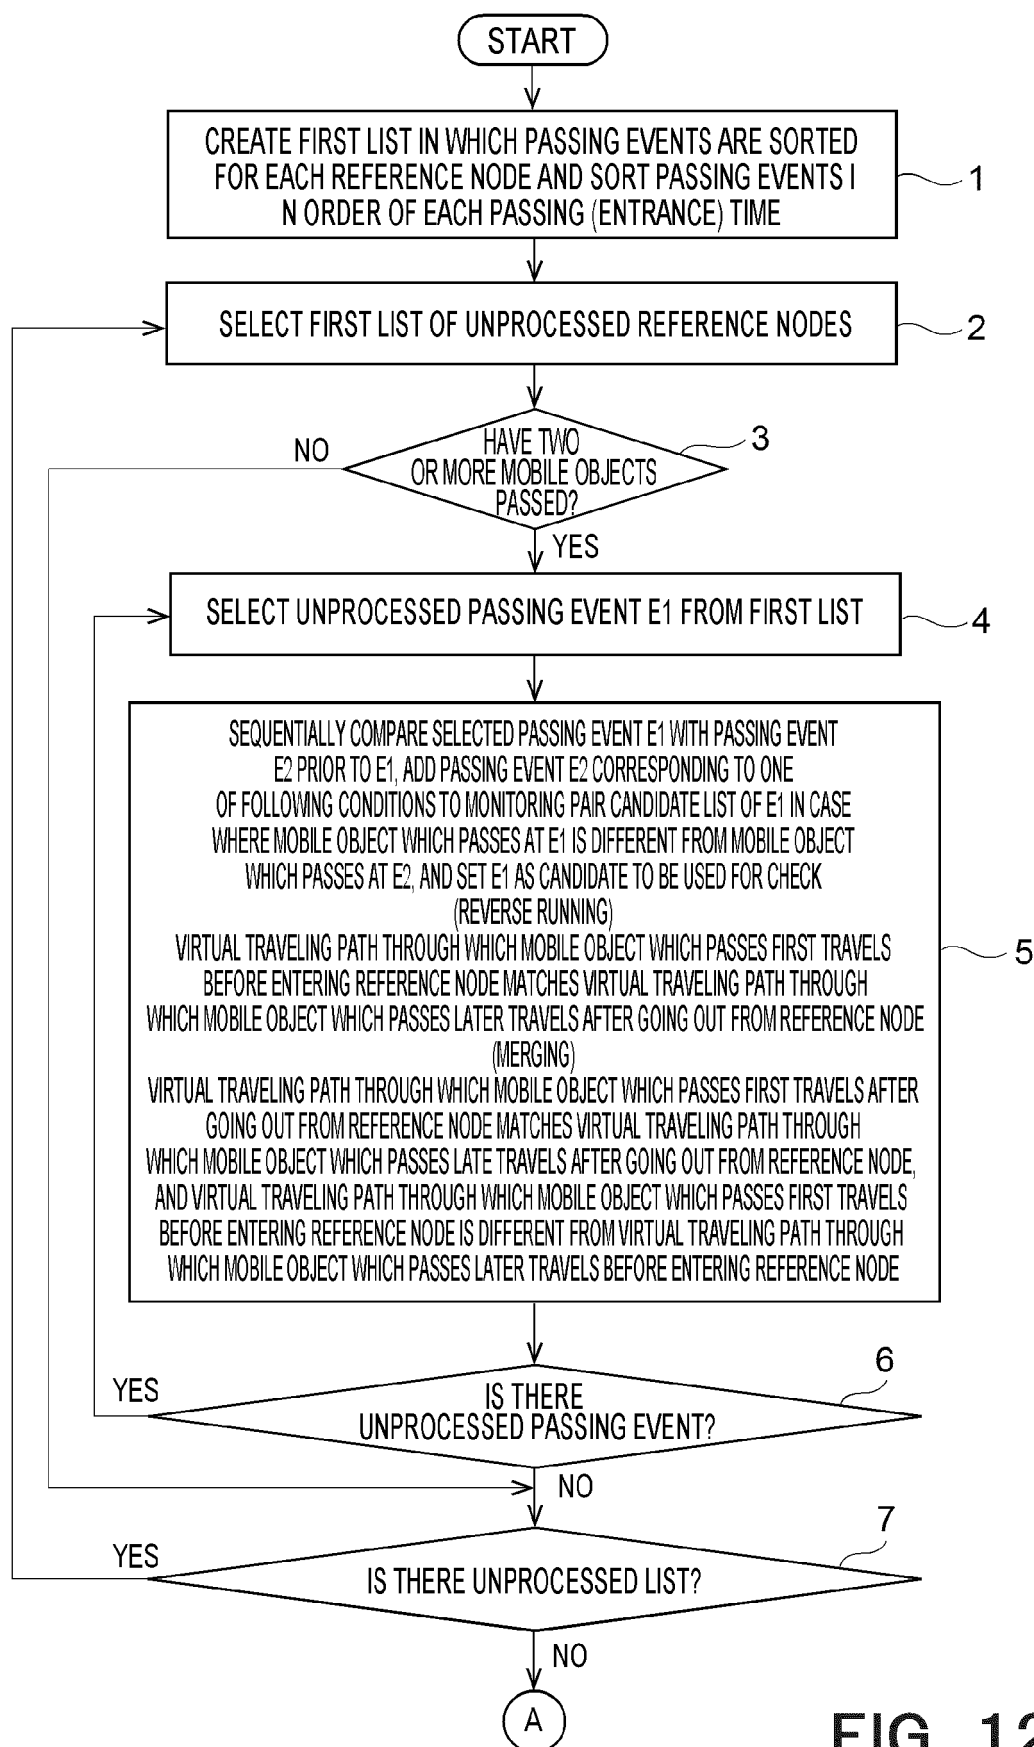 START
CREATE FIRST LIST IN WHICH PASSING EVENTS ARE SORTED
FOR EACH REFERENCE NODE AND SORT PASSING EVENTS I
N ORDER OF EACH PASSING (ENTRANCE) TIME
1
SELECT FIRST LIST OF UNPROCESSED REFERENCE NODES
2
HAVE TWO
OR MORE MOBILE OBJECTS
PASSED?
3
NO
YES
SELECT UNPROCESSED PASSING EVENT E1 FROM FIRST LIST
4
SEQUENTIALLY COMPARE SELECTED PASSING EVENT E1 WITH PASSING EVENT
E2 PRIOR TO E1, ADD PASSING EVENT E2 CORRESPONDING TO ONE
OF FOLLOWING CONDITIONS TO MONITORING PAIR CANDIDATE LIST OF E1 IN CASE
WHERE MOBILE OBJECT WHICH PASSES AT E1 IS DIFFERENT FROM MOBILE OBJECT
WHICH PASSES AT E2, AND SET E1 AS CANDIDATE TO BE USED FOR CHECK
(REVERSE RUNNING)
VIRTUAL TRAVELING PATH THROUGH WHICH MOBILE OBJECT WHICH PASSES FIRST TRAVELS
BEFORE ENTERING REFERENCE NODE MATCHES VIRTUAL TRAVELING PATH THROUGH
WHICH MOBILE OBJECT WHICH PASSES LATER TRAVELS AFTER GOING OUT FROM REFERENCE NODE
(MERGING)
VIRTUAL TRAVELING PATH THROUGH WHICH MOBILE OBJECT WHICH PASSES FIRST TRAVELS AFTER
GOING OUT FROM REFERENCE NODE MATCHES VIRTUAL TRAVELING PATH THROUGH
WHICH MOBILE OBJECT WHICH PASSES LATE TRAVELS AFTER GOING OUT FROM REFERENCE NODE,
AND VIRTUAL TRAVELING PATH THROUGH WHICH MOBILE OBJECT WHICH PASSES FIRST TRAVELS
BEFORE ENTERING REFERENCE NODE IS DIFFERENT FROM VIRTUAL TRAVELING PATH THROUGH
WHICH MOBILE OBJECT WHICH PASSES LATER TRAVELS BEFORE ENTERING REFERENCE NODE
5
IS THERE
UNPROCESSED PASSING EVENT?
6
YES
NO
IS THERE UNPROCESSED LIST?
7
YES
NO
A
FIG. 12